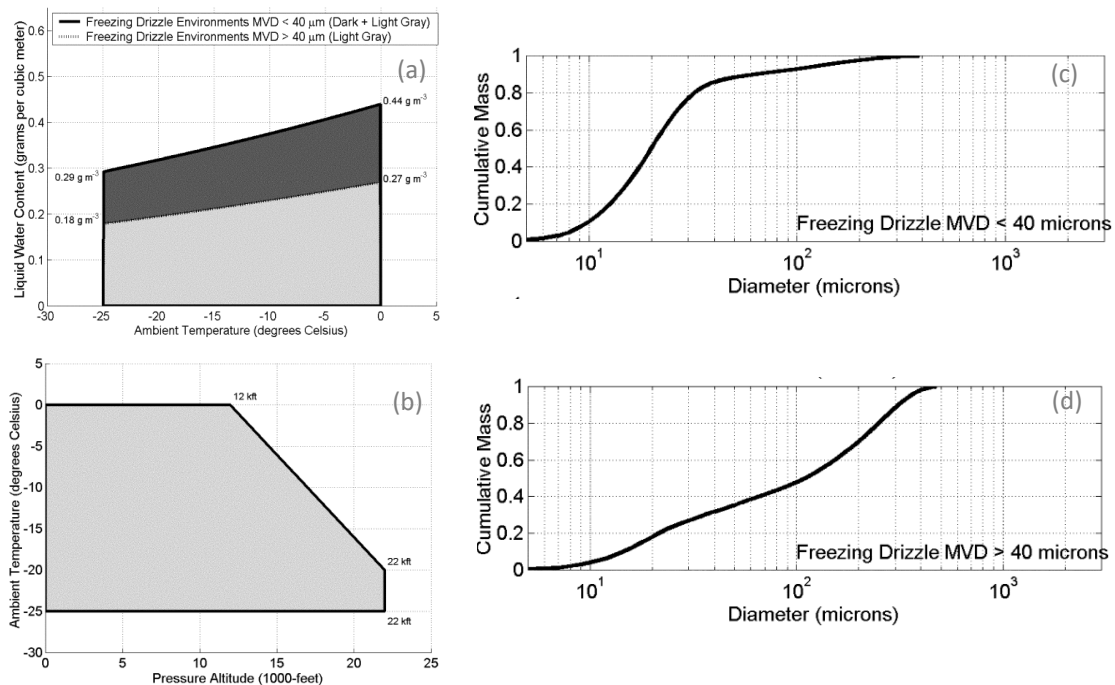 Freezing Drizzle Environments MVD < 40 μm (Dark + Light Gray)
Freezing Drizzle Environments MVD > 40 μm (Light Gray)
(a)
Liquid Water Content (grams per cubic meter)
0.6
0.5
0.4
0.3
0.2
0.1
0
0.44 g m⁻³
0.29 g m⁻³
0.27 g m⁻³
0.18 g m⁻³
-30 -25 -20 -15 -10 -5 0 5
Ambient Temperature (degrees Celsius)
(c)
Cumulative Mass
1
0.8
0.6
0.4
0.2
0
Freezing Drizzle MVD < 40 microns
10¹ 10² 10³
Diameter (microns)
(b)
Ambient Temperature (degrees Celsius)
5
0
-5
-10
-15
-20
-25
-30
12 kft
22 kft
22 kft
0 5 10 15 20 25
Pressure Altitude (1000-feet)
(d)
Cumulative Mass
1
0.8
0.6
0.4
0.2
0
Freezing Drizzle MVD > 40 microns
10¹ 10² 10³
Diameter (microns)